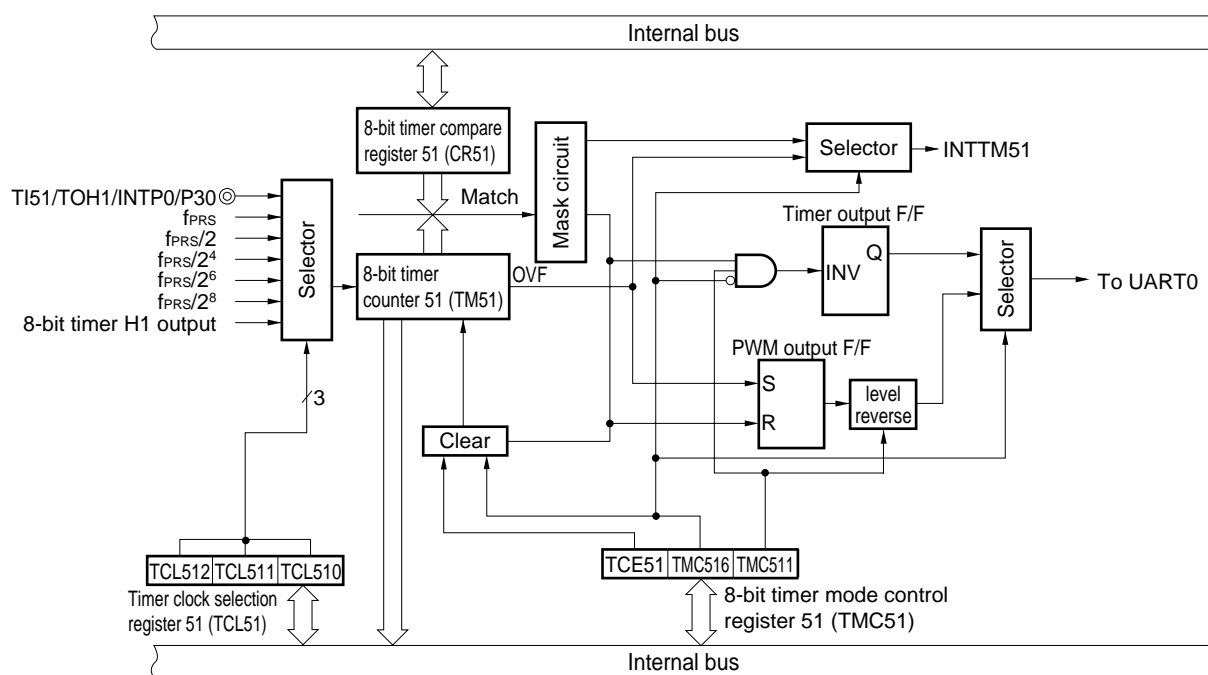 Internal bus
8-bit timer compare
register 51 (CR51)
Mask circuit
Selector
INTTM51
Match
TI51/TOH1/INTP0/P30
fPRS
fPRS/2
fPRS/2⁴
fPRS/2⁶
fPRS/2⁸
8-bit timer H1 output
Selector
8-bit timer
counter 51 (TM51)
OVF
Timer output F/F
Q
INV
Selector
To UART0
PWM output F/F
S
R
level
reverse
3
Clear
TCL512 TCL511 TCL510
Timer clock selection
register 51 (TCL51)
TCE51 TMC516 TMC511
8-bit timer mode control
register 51 (TMC51)
Internal bus